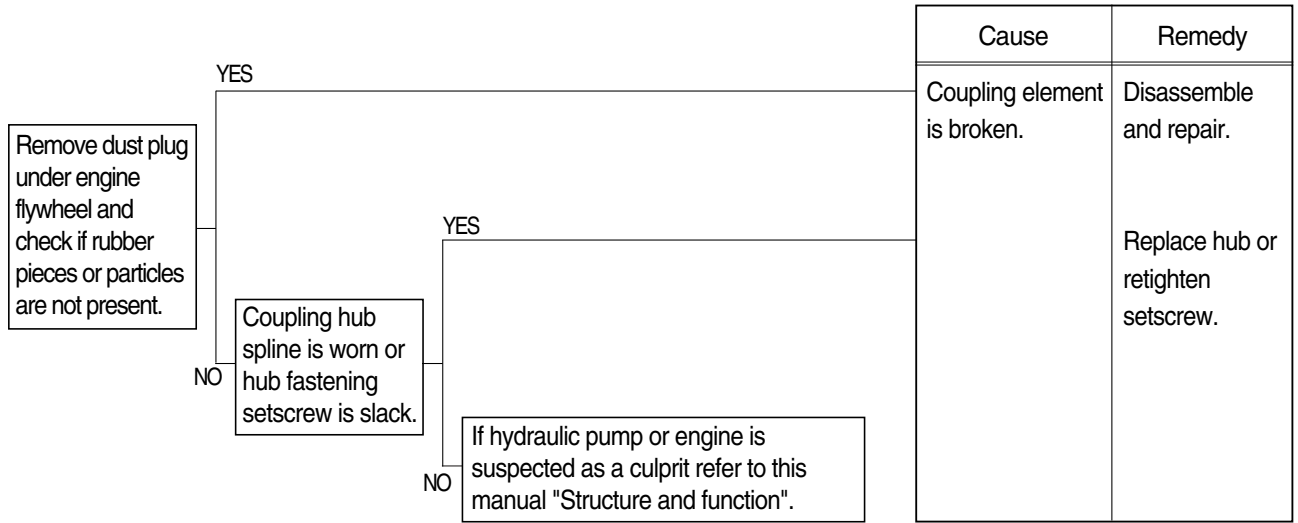 Cause
Remedy
YES
Coupling element
is broken.
Disassemble
and repair.
Remove dust plug
under engine
flywheel and
check if rubber
pieces or particles
are not present.
YES
Replace hub or
retighten
setscrew.
NO
Coupling hub
spline is worn or
hub fastening
setscrew is slack.
NO
If hydraulic pump or engine is
suspected as a culprit refer to this
manual "Structure and function".